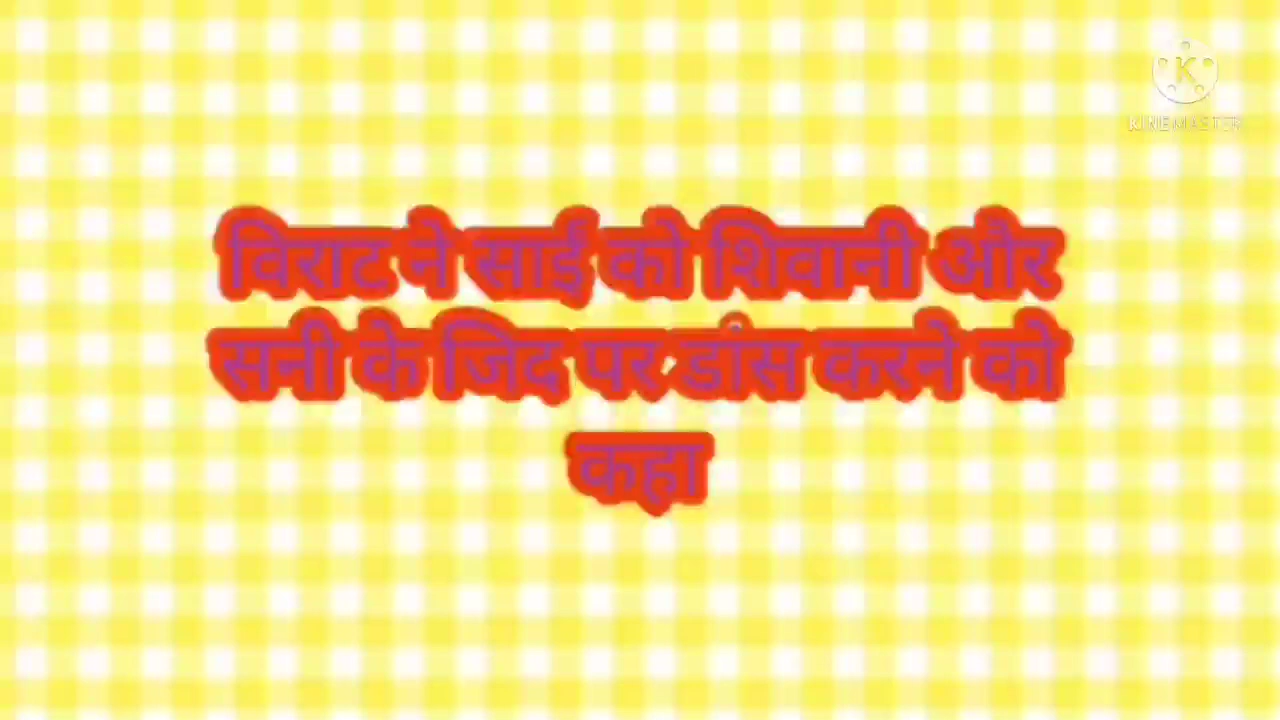 KINEMASTER
विराट ने साई को शिवानी और
सनी के जिद पर डांस करने को
कहा